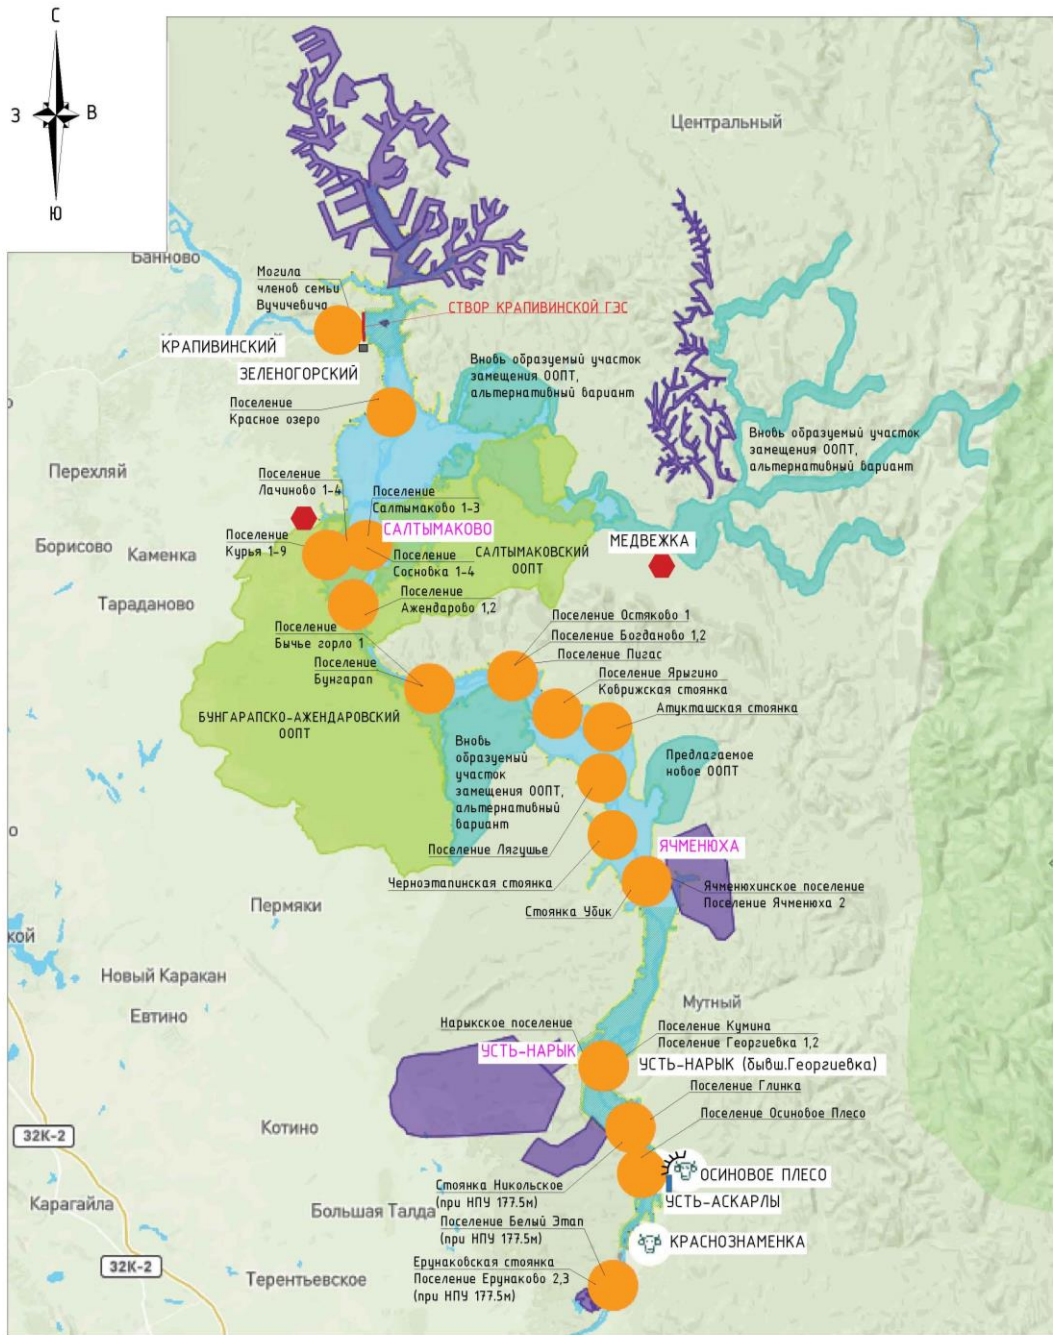 С
З
В
Ю
Центральный
Банново
Могила
членов семьи
Вучичевича
СТВОР КРАПИВИНСКОЙ ГЭС
КРАПИВИНСКИЙ
ЗЕЛЕНОГОРСКИЙ
Вновь образуемый участок
замещения ООПТ,
альтернативный вариант
Поселение
Красное озеро
Вновь образуемый участок
замещения ООПТ,
альтернативный вариант
Перехляй
Поселение
Лачиново 1-4
Поселение
Салтымаково 1-3
САЛТЫМАКОВО
Поселение
Курья 1-9
Борисово
Каменка
Поселение
Сосновка 1-4
САЛТЫМАКОВСКИЙ
ООПТ
МЕДВЕЖКА
Тараданово
Поселение
Ажендарово 1,2
Поселение
Бычье горло 1
Поселение
Бунгарап
Поселение Остяково 1
Поселение Богданово 1,2
Поселение Пигас
Поселение Ярыгино
Коврижская стоянка
Атукташская стоянка
БУНГАРАПСКО-АЖЕНДАРОВСКИЙ
ООПТ
Вновь
образуемый
участок
замещения ООПТ,
альтернативный
вариант
Предлагаемое
новое ООПТ
о
Поселение Лягушье
ЯЧМЕНЮХА
Черноэтапинская стоянка
Ячменюхинское поселение
Поселение Ячменюха 2
Стоянка Убик
Пермяки
кой
Новый Каракан
Евтино
Мутный
Нарыкское поселение
Поселение Кумина
Поселение Георгиевка 1,2
УСТЬ-НАРЫК
УСТЬ-НАРЫК (бывш.Георгиевка)
Поселение Глинка
Поселение Осиновое Плесо
32К-2
Котино
ОСИНОВОЕ ПЛЕСО
Стоянка Никольское
(при НПУ 177.5м)
УСТЬ-АСКАРЛЫ
Карагайла
Большая Талда
Поселение Белый Этап
(при НПУ 177.5м)
КРАСНОЗНАМЕНКА
32К-2
Терентьевское
Ерунаковская стоянка
Поселение Ерунаково 2,3
(при НПУ 177.5м)